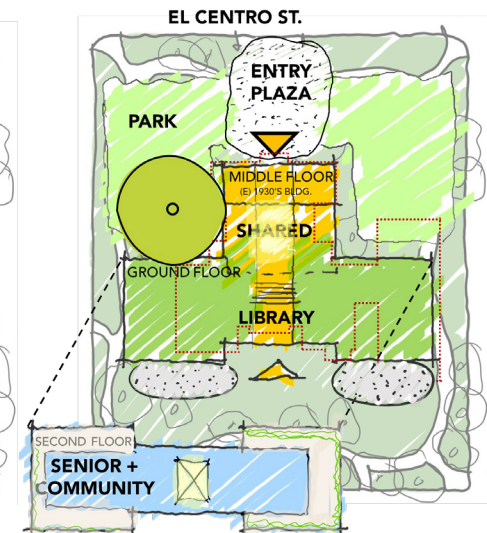 EL CENTRO ST.
ENTRY
PLAZA
PARK
MIDDLE FLOOR
(E) 1930'S BLDG.
SHARED
GROUND FLOOR
LIBRARY
SECOND FLOOR
SENIOR +
COMMUNITY